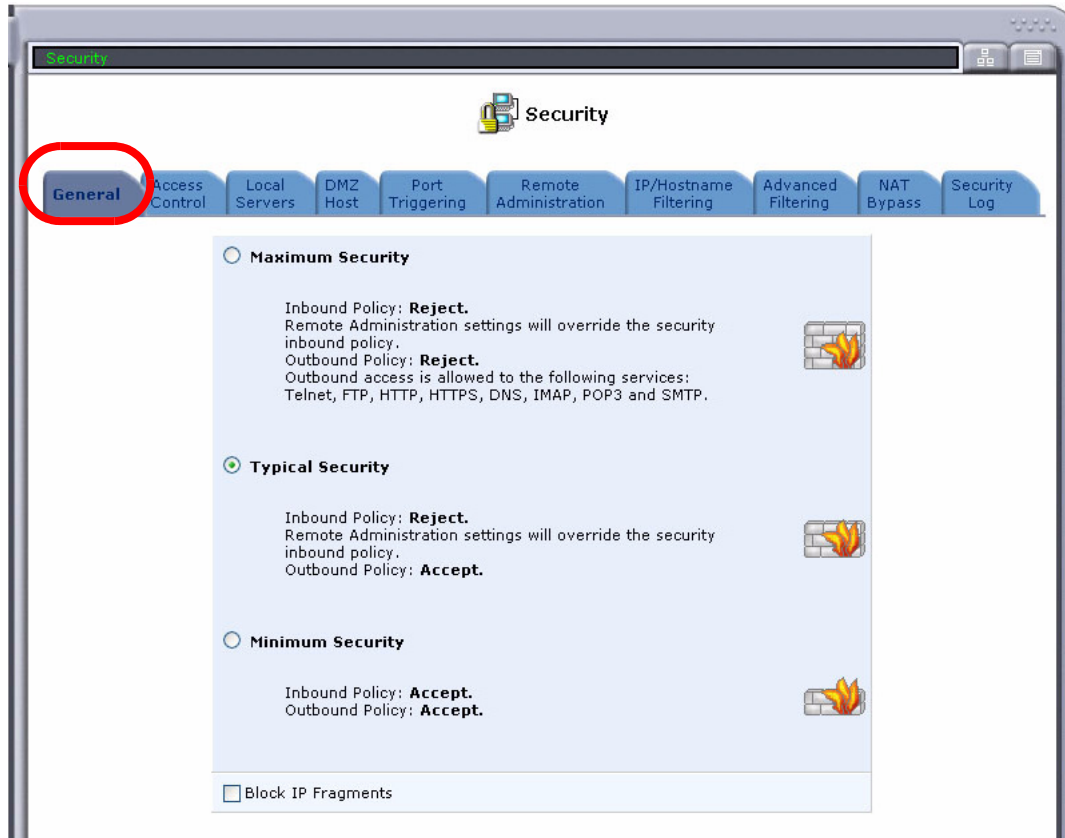 Security
Security
General
Access
Control
Local
Servers
DMZ
Host
Port
Triggering
Remote
Administration
IP/Hostname
Filtering
Advanced
Filtering
NAT
Bypass
Security
Log
Maximum Security
Inbound Policy: Reject.
Remote Administration settings will override the security
inbound policy.
Outbound Policy: Reject.
Outbound access is allowed to the following services:
Telnet, FTP, HTTP, HTTPS, DNS, IMAP, POP3 and SMTP.
Typical Security
Inbound Policy: Reject.
Remote Administration settings will override the security
inbound policy.
Outbound Policy: Accept.
Minimum Security
Inbound Policy: Accept.
Outbound Policy: Accept.
Block IP Fragments